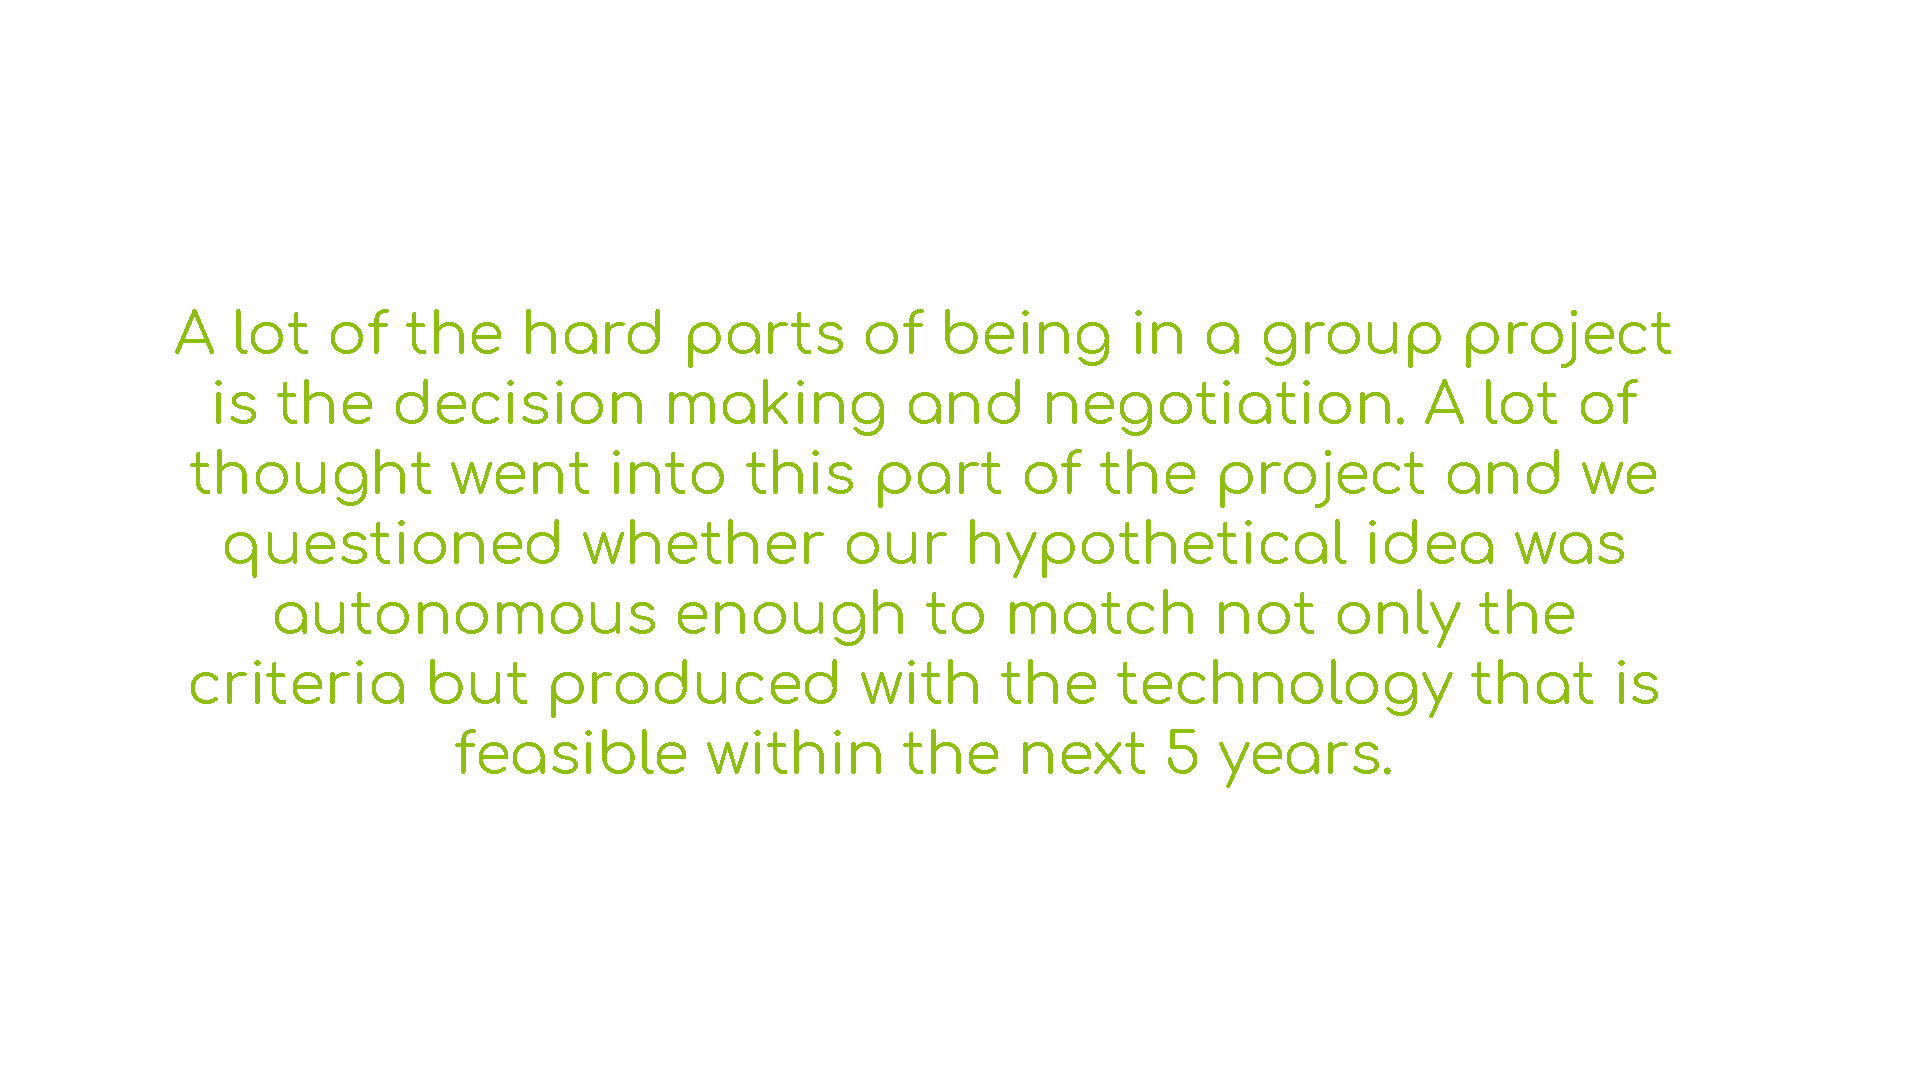 A lot of the hard parts of being in a group project
is the decision making and negotiation. A lot of
thought went into this part of the project and we
questioned whether our hypothetical idea was
autonomous enough to match not only the
criteria but produced with the technology that is
feasible within the next 5 years.